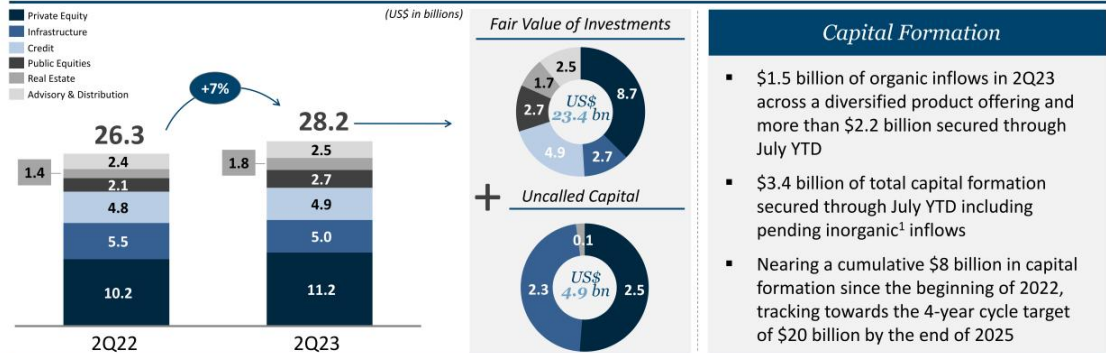 (US$ in billions)
Private Equity
Infrastructure
Credit
Public Equities
Real Estate
Advisory & Distribution
+7%
26.3
2.4
1.4
2.1
4.8
5.5
10.2
2Q22
28.2
2.5
1.8
2.7
4.9
5.0
11.2
2Q23
Fair Value of Investments
2.5
1.7
8.7
2.7
US$
23.4 bn
4.9
2.7
+
Uncalled Capital
0.1
2.3
US$
4.9 bn
2.5
Capital Formation
▪ $1.5 billion of organic inflows in 2Q23
across a diversified product offering and
more than $2.2 billion secured through
July YTD
▪ $3.4 billion of total capital formation
secured through July YTD including
pending inorganic¹ inflows
▪ Nearing a cumulative $8 billion in capital
formation since the beginning of 2022,
tracking towards the 4-year cycle target
of $20 billion by the end of 2025